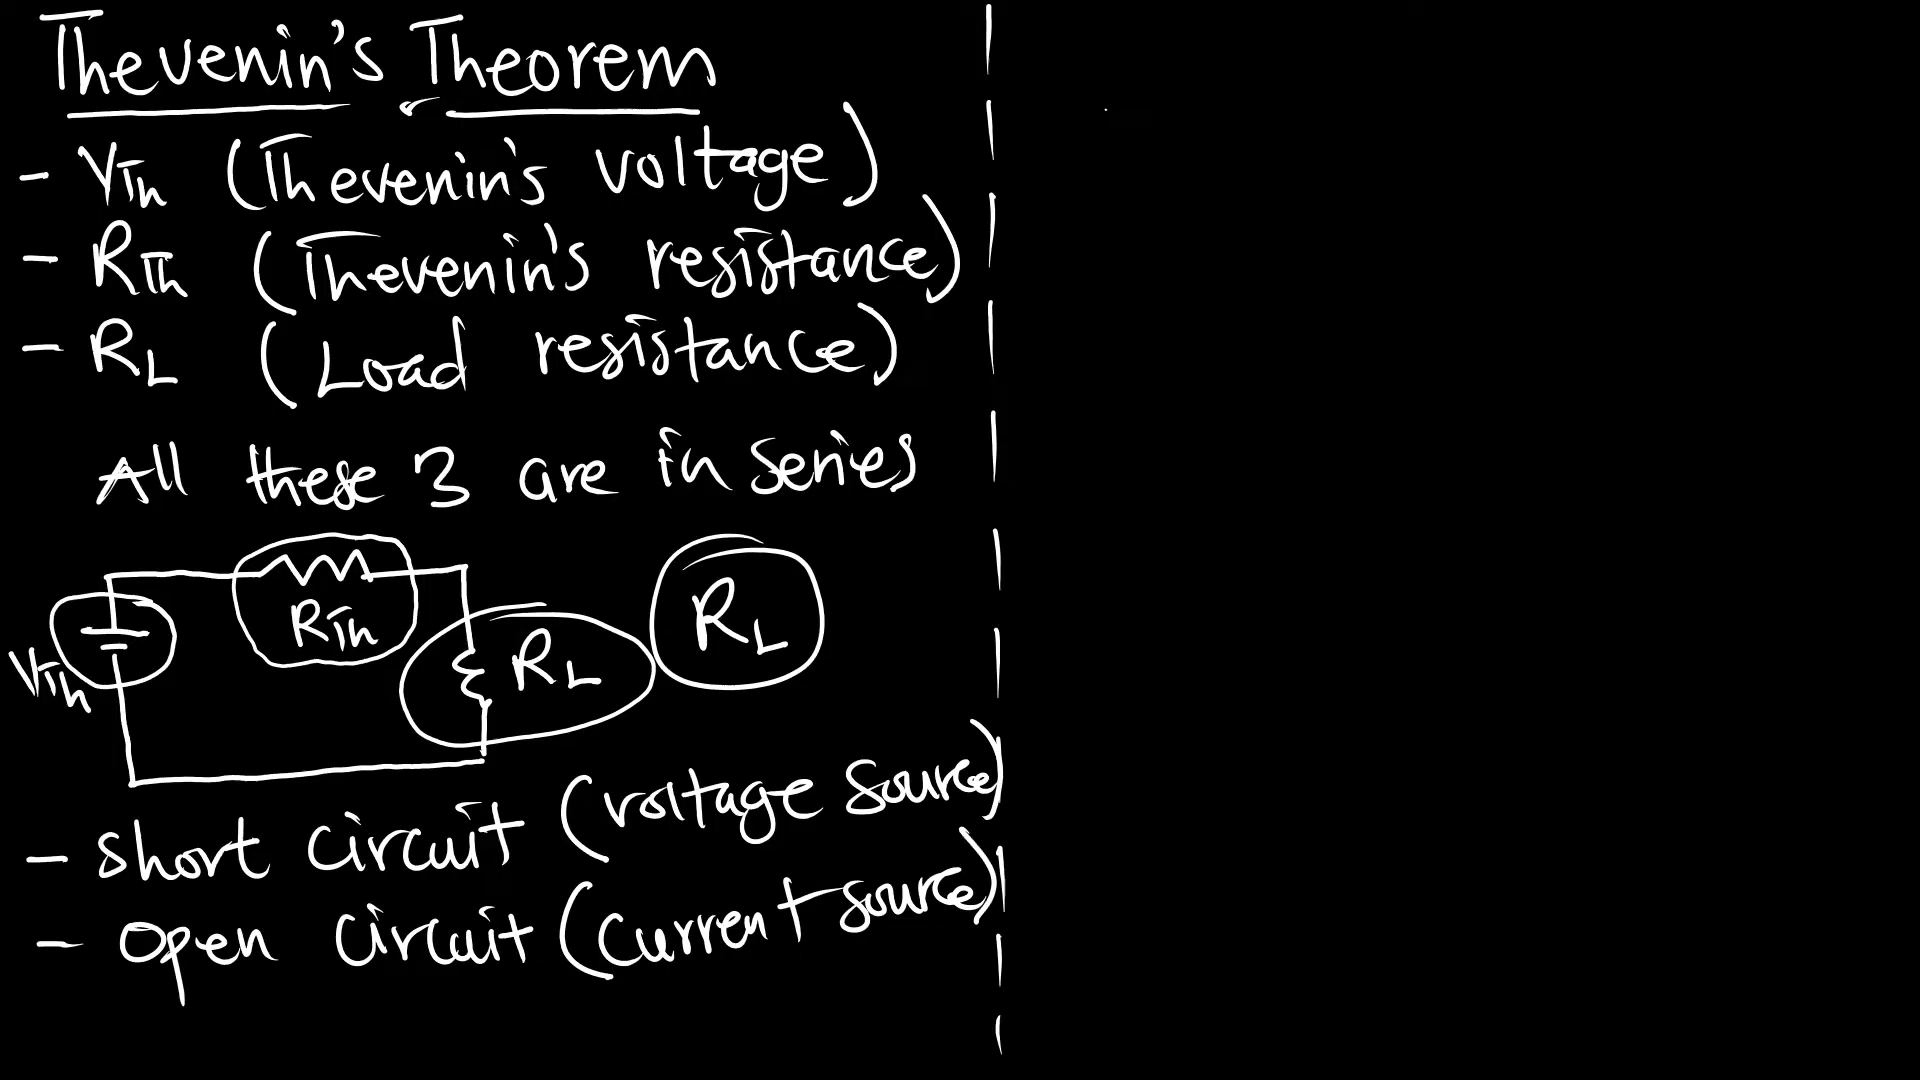 Thevenin's Theorem
- VTh (Thevenin's voltage)
- RTh (Thevenin's resistance)
- RL (Load resistance)
All these 3 are in series
RTh
RL
RL
VTh
- short circuit (voltage source)
- open circuit (current source)